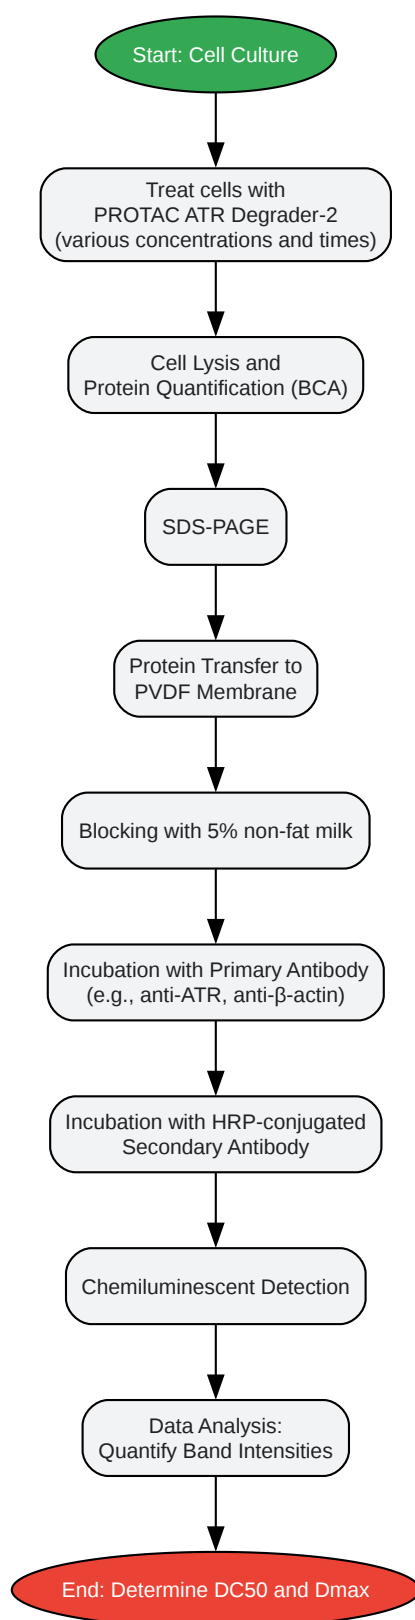 Start: Cell Culture
Treat cells with
PROTAC ATR Degrader-2
(various concentrations and times)
Cell Lysis and
Protein Quantification (BCA)
SDS-PAGE
Protein Transfer to
PVDF Membrane
Blocking with 5% non-fat milk
Incubation with Primary Antibody
(e.g., anti-ATR, anti-β-actin)
Incubation with HRP-conjugated
Secondary Antibody
Chemiluminescent Detection
Data Analysis:
Quantify Band Intensities
End: Determine DC50 and Dmax